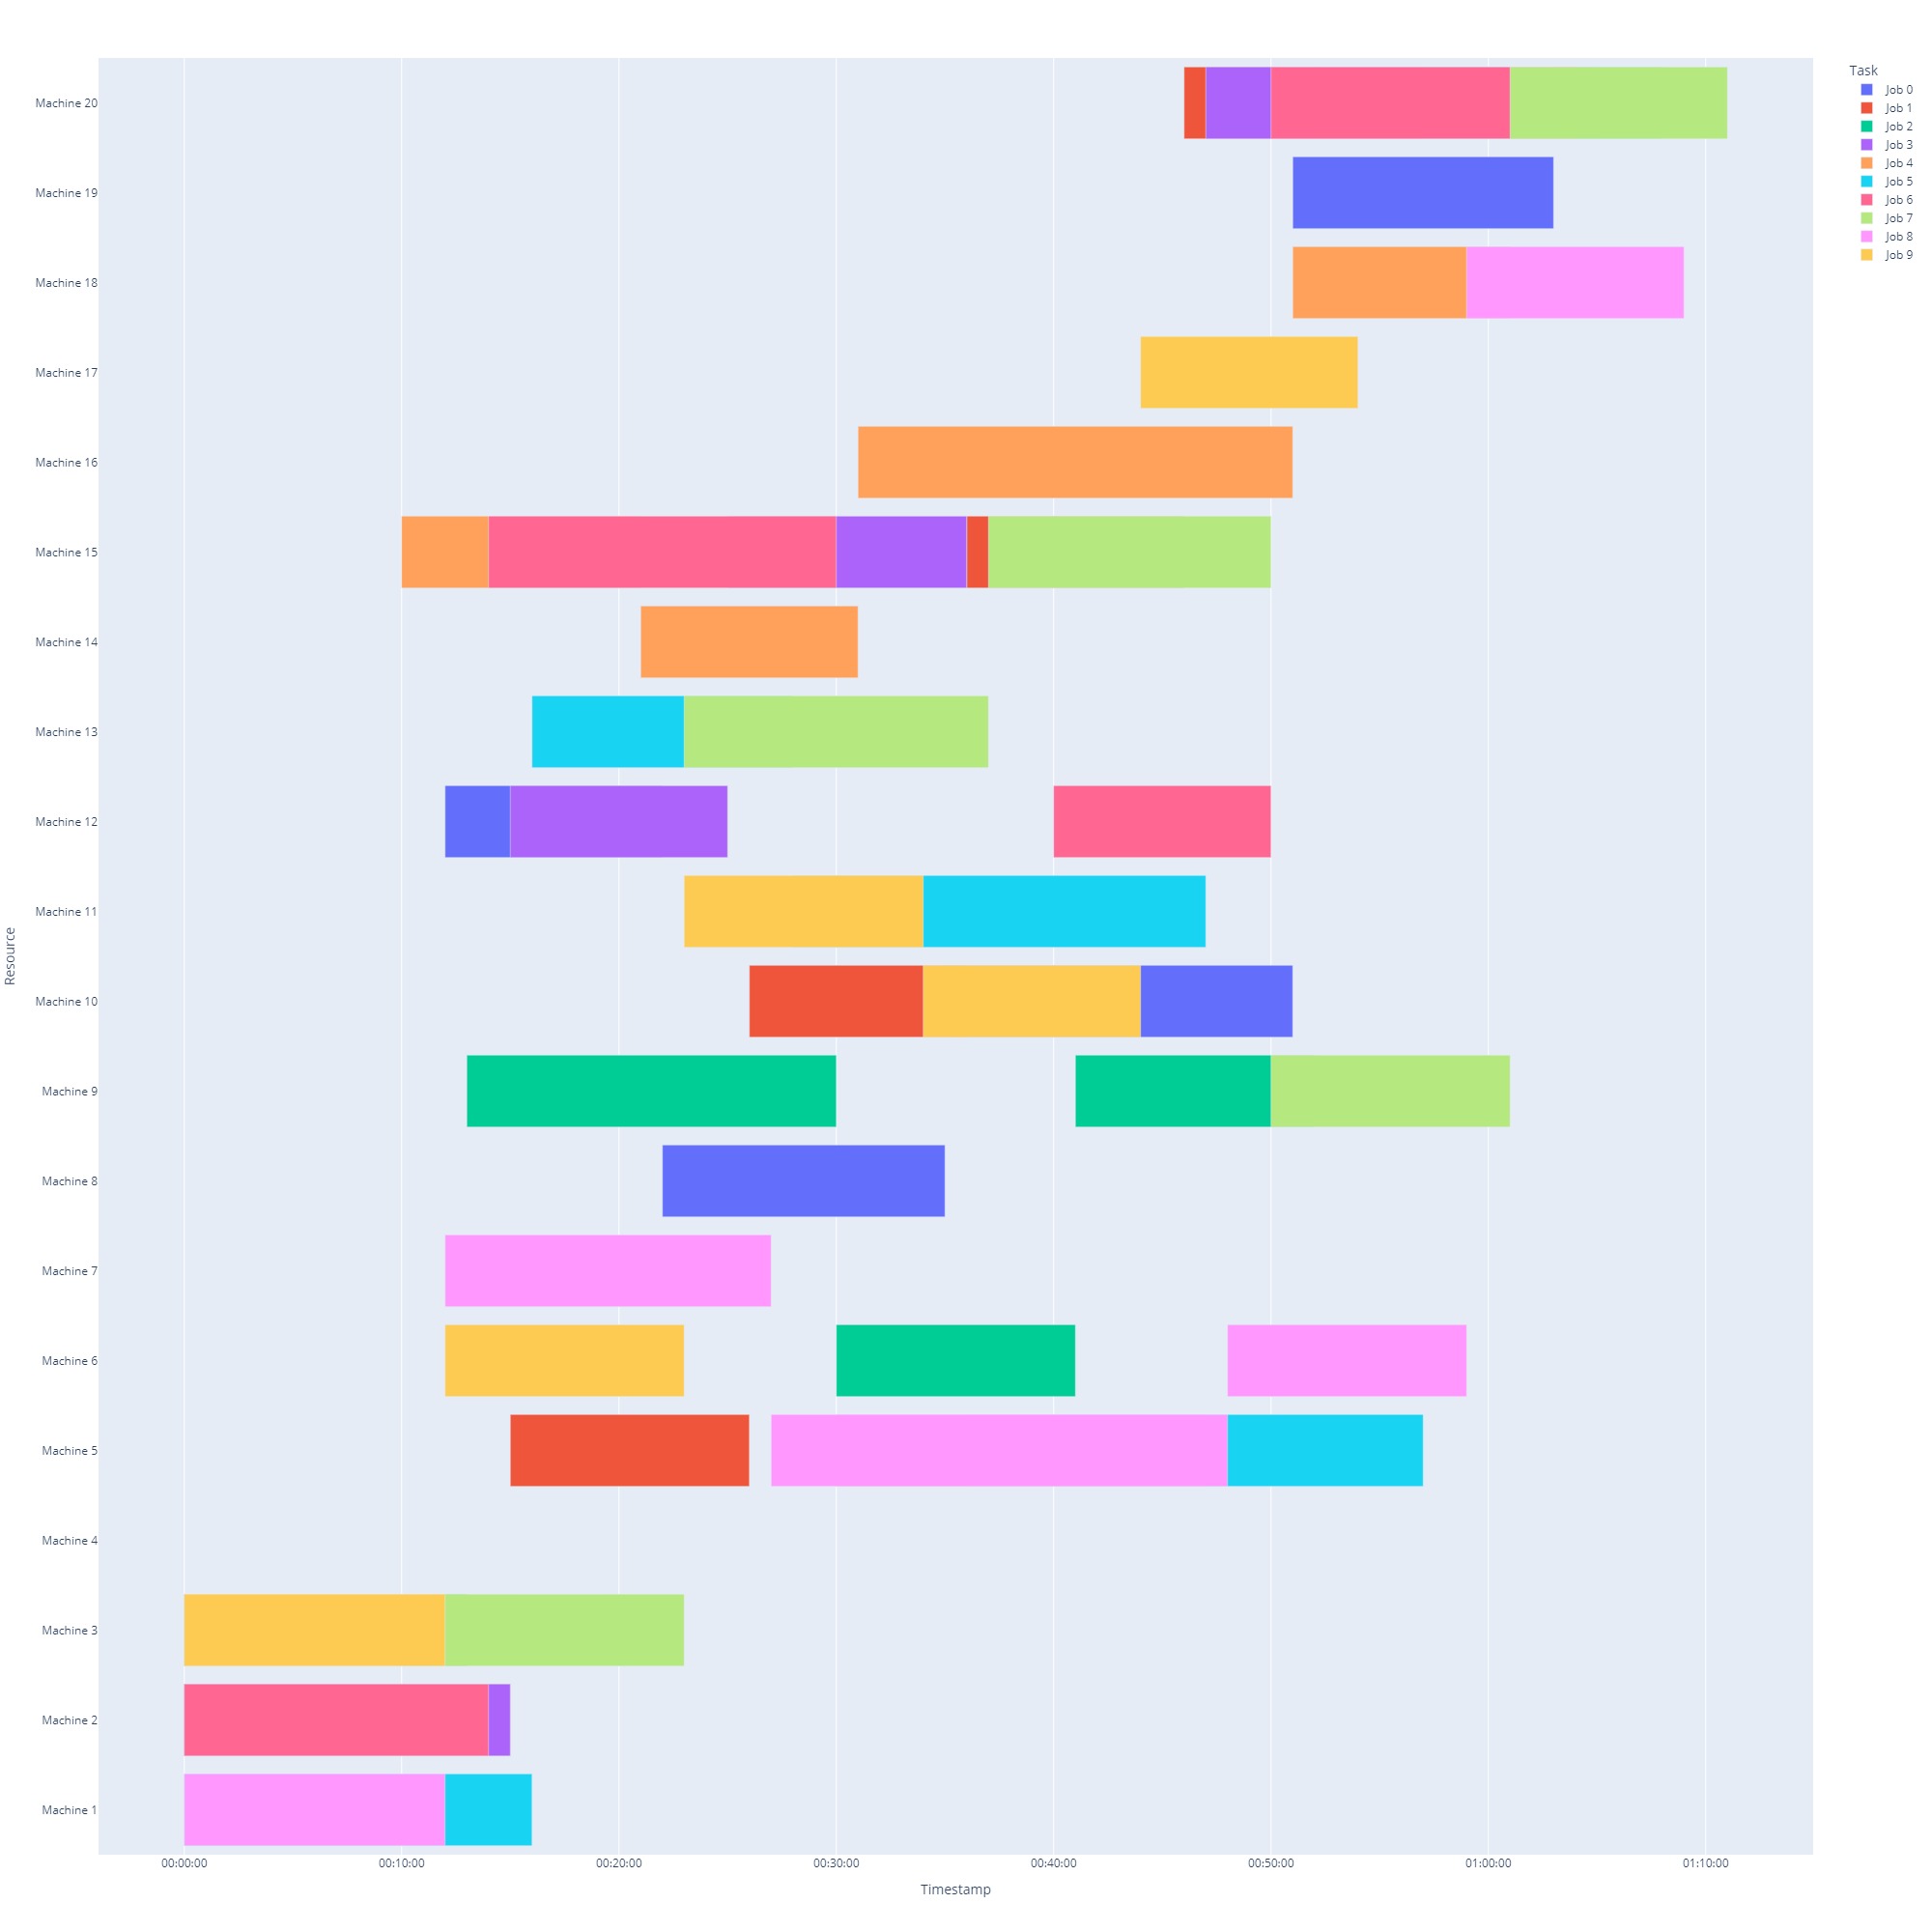 Task
Job 0
Job 1
Job 2
Job 3
Job 4
Job 5
Job 6
Job 7
Job 8
Job 9
Machine 20
Machine 19
Machine 18
Machine 17
Machine 16
Machine 15
Machine 14
Machine 13
Machine 12
Machine 11
Machine 10
Machine 9
Machine 8
Machine 7
Machine 6
Machine 5
Machine 4
Machine 3
Machine 2
Machine 1
Resource
00:00:00
00:10:00
00:20:00
00:30:00
00:40:00
00:50:00
01:00:00
01:10:00
Timestamp